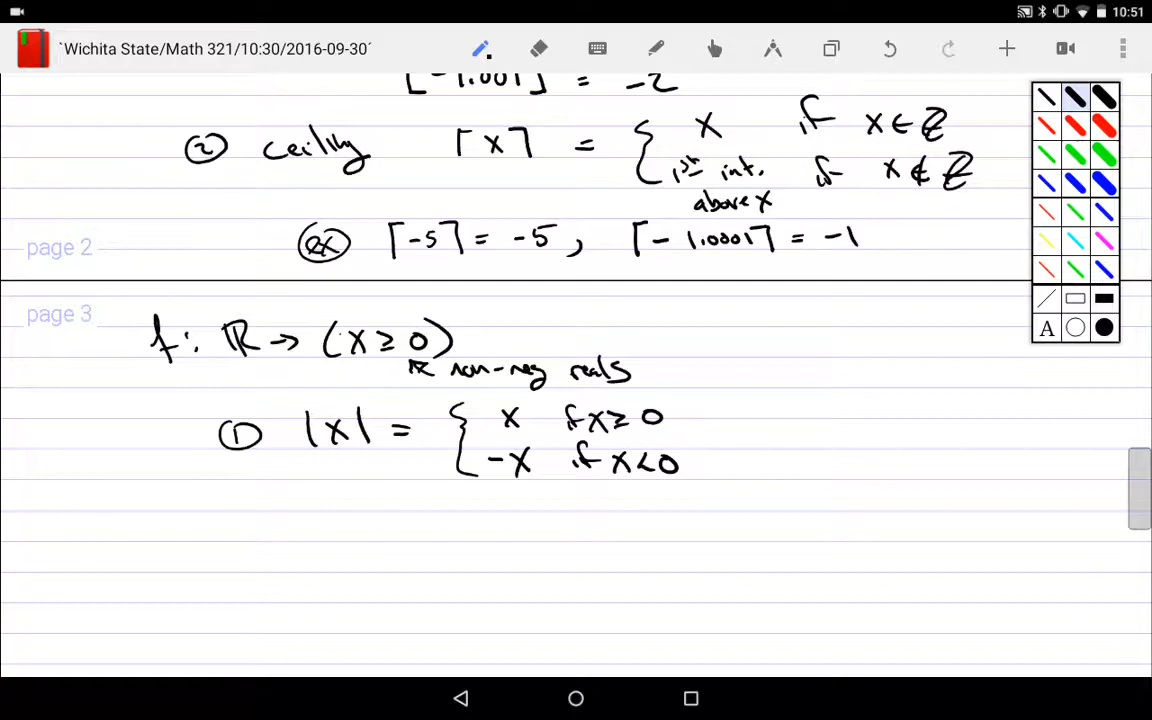 10:51
`Wichita State/Math 321/10:30/2016-09-30´
⌊-1.001⌋ = -2
② ceiling ⌈x⌉ = { x if x ∈ ℤ
1st int. above x if x ∉ ℤ
ex ⌈-5⌉ = -5, ⌈-1.0001⌉ = -1
page 2
page 3
f: ℝ → (x ≥ 0)
non-neg reals
① |x| = { x if x ≥ 0
-x if x < 0
A